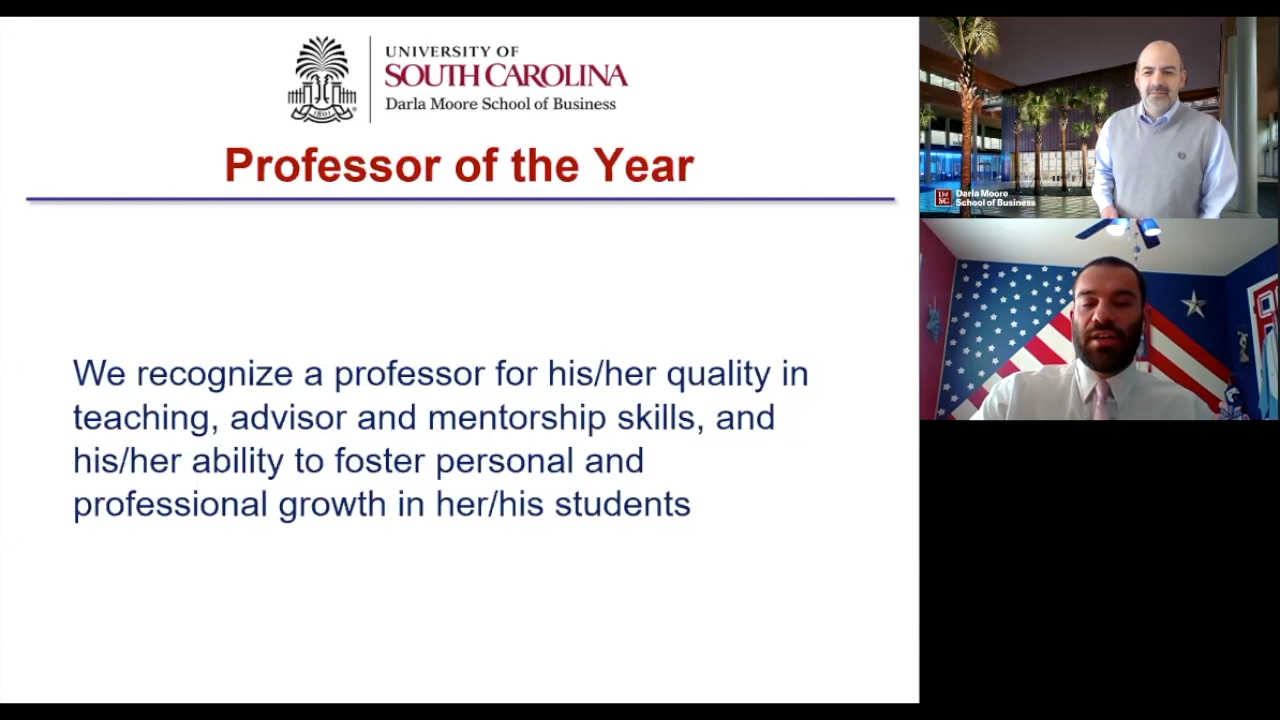 UNIVERSITY OF
SOUTH CAROLINA
Darla Moore School of Business
1801
Professor of the Year
We recognize a professor for his/her quality in
teaching, advisor and mentorship skills, and
his/her ability to foster personal and
professional growth in her/his students
UofSC
Darla Moore
School of Business